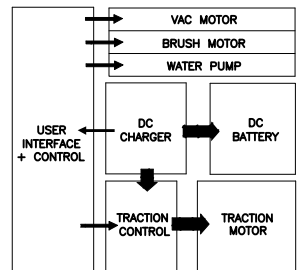 VAC MOTOR
BRUSH MOTOR
WATER PUMP
USER
INTERFACE
+ CONTROL
DC
CHARGER
DC
BATTERY
TRACTION
CONTROL
TRACTION
MOTOR